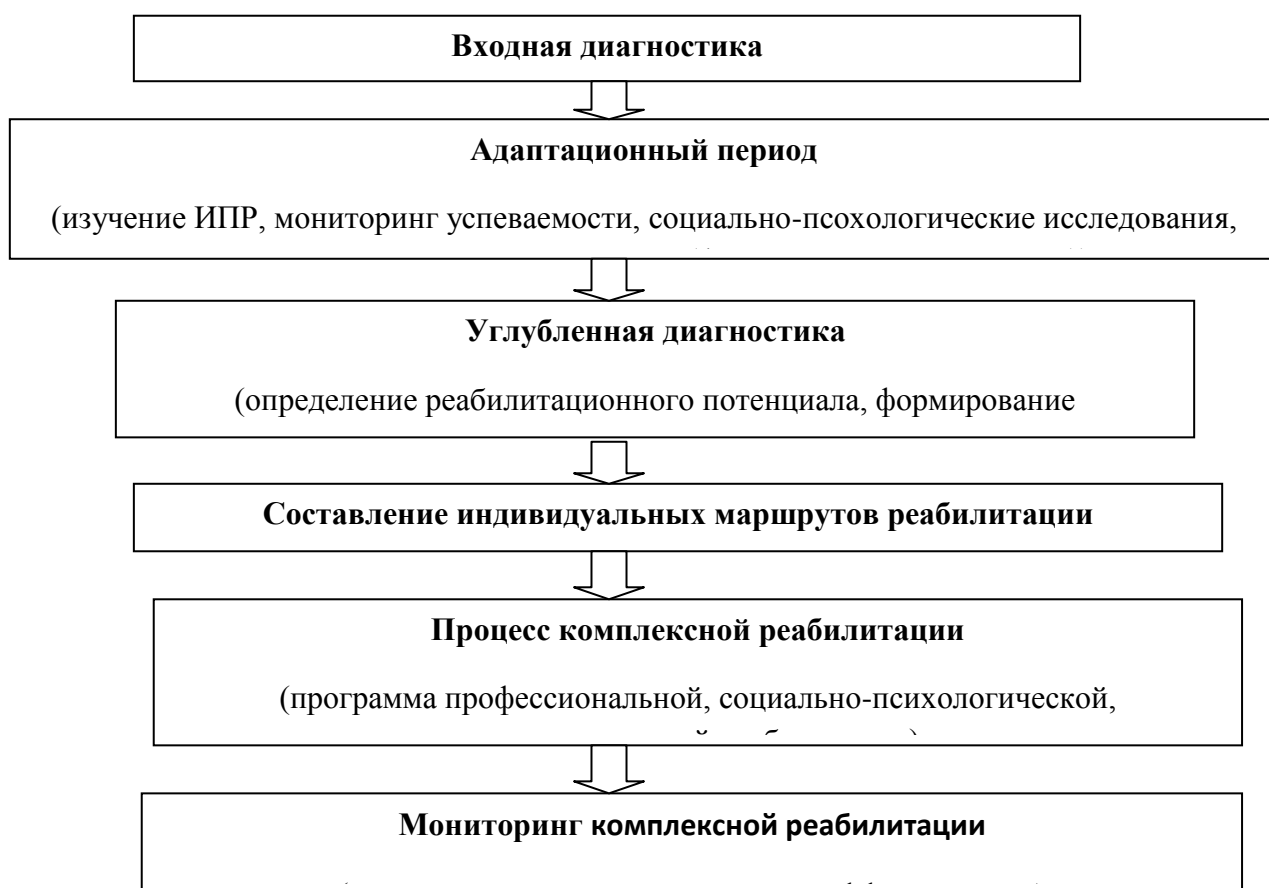 Входная диагностика
Адаптационный период
(изучение ИПР, мониторинг успеваемости, социально-псохологические исследования,
Углубленная диагностика
(определение реабилитационного потенциала, формирование
Составление индивидуальных маршрутов реабилитации
Процесс комплексной реабилитации
(программа профессиональной, социально-психологической,
Мониторинг комплексной реабилитации